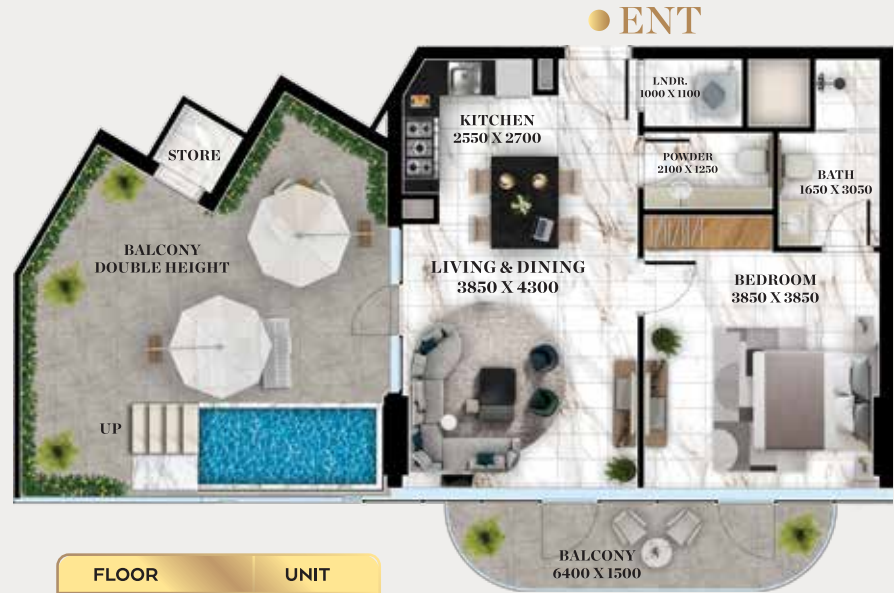 ENT
LNDR.
1000 X 1100
KITCHEN
2550 X 2700
STORE
POWDER
2100 X 1250
BATH
1650 X 3050
BALCONY
DOUBLE HEIGHT
LIVING & DINING
3850 X 4300
BEDROOM
3850 X 3850
UP
BALCONY
6400 X 1500
FLOOR UNIT